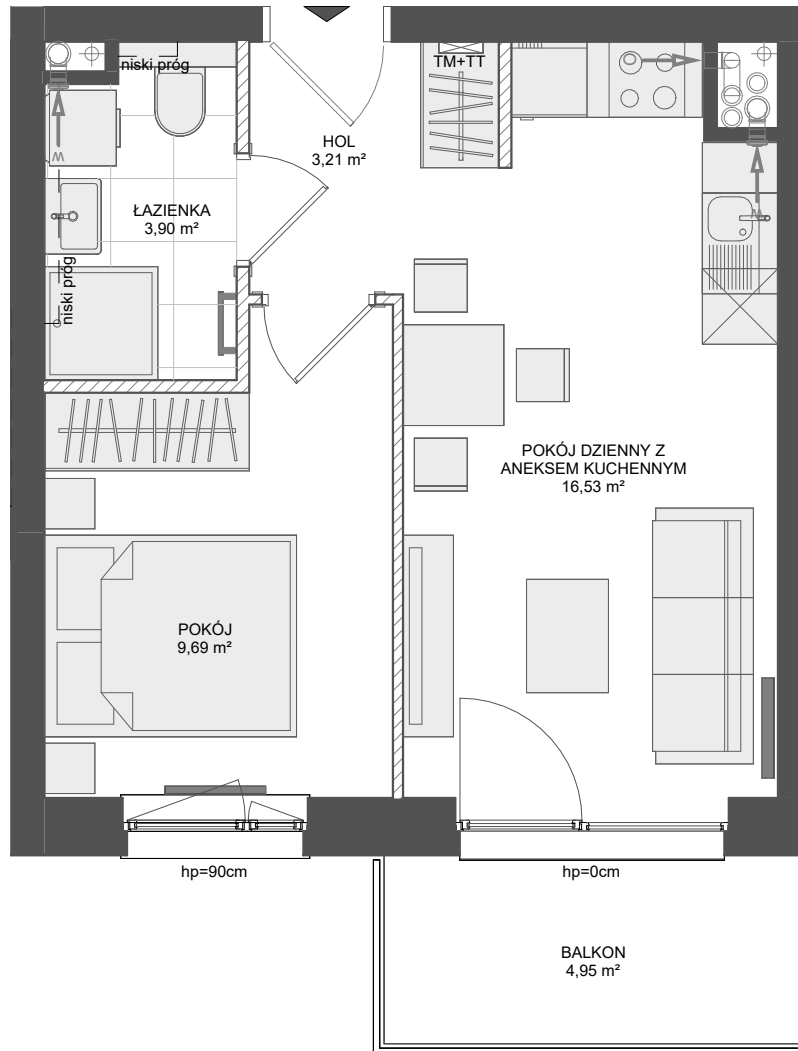 niski próg
TM+TT
HOL
3,21 m²
ŁAZIENKA
3,90 m²
niski próg
POKÓJ DZIENNY Z
ANEKSEM KUCHENNYM
16,53 m²
POKÓJ
9,69 m²
hp=90cm
hp=0cm
BALKON
4,95 m²